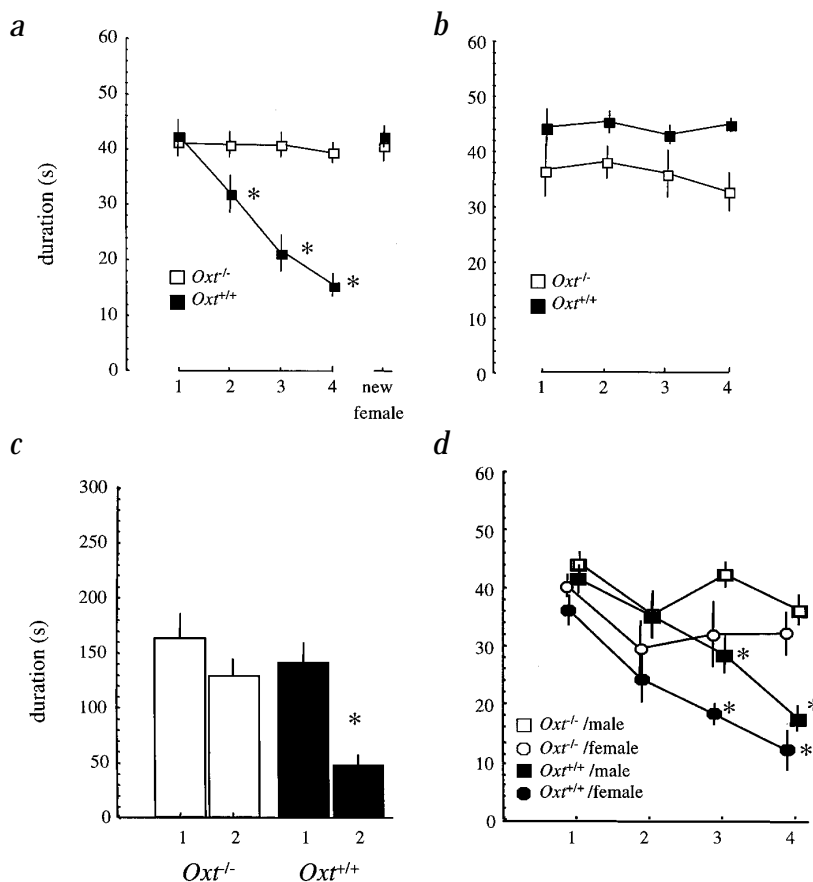 a
60
50
40
30
20
10
0
duration (s)
*
*
*
Oxt-/-
Oxt+/+
1 2 3 4 new
female
b
60
50
40
30
20
10
0
Oxt-/-
Oxt+/+
1 2 3 4
c
300
250
200
150
100
50
0
duration (s)
*
1 2 1 2
Oxt-/- Oxt+/+
d
60
50
40
30
20
10
0
*
*
*
*
Oxt-/- /male
Oxt-/- /female
Oxt+/+ /male
Oxt+/+ /female
1 2 3 4